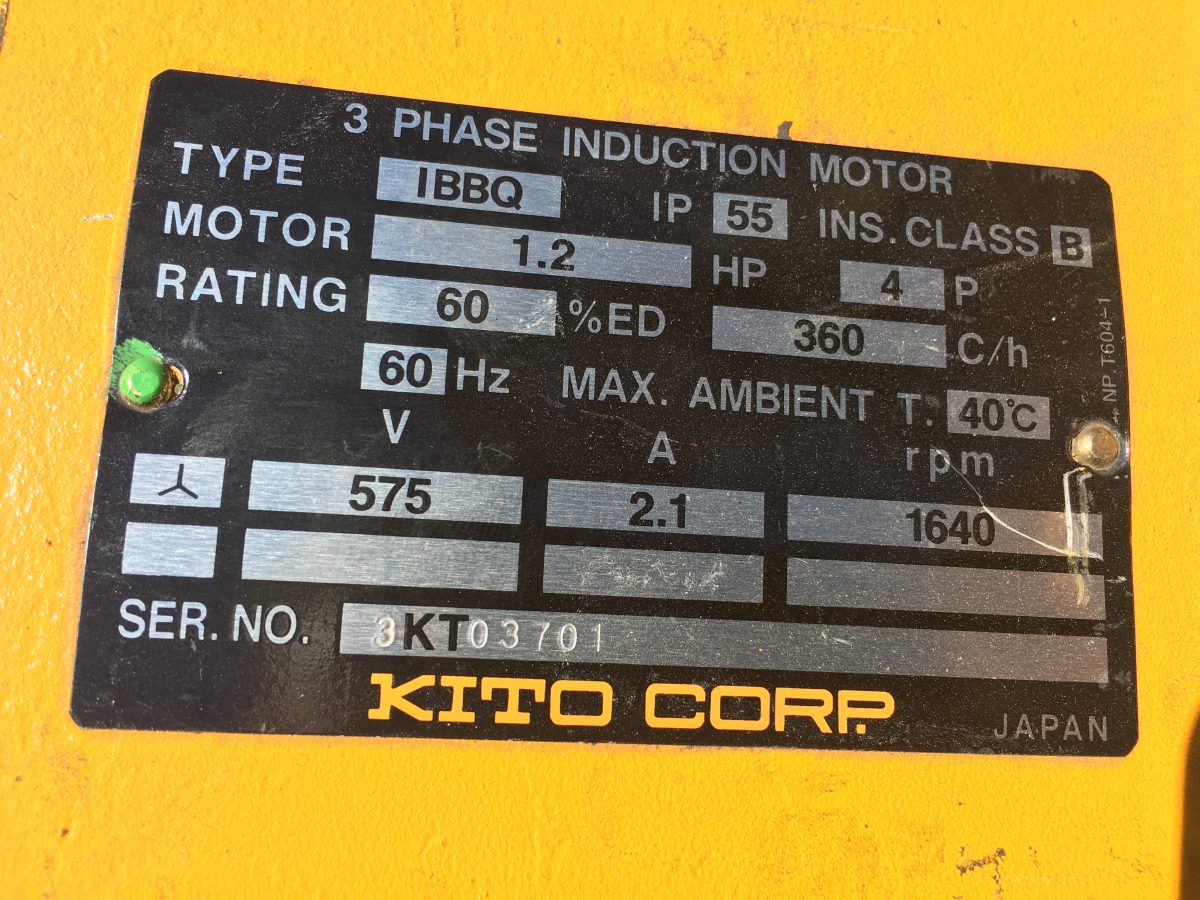 3 PHASE INDUCTION MOTOR
TYPE IBBQ IP 55 INS. CLASS B
MOTOR 1.2 HP 4 P
RATING 60 %ED 360 C/h
60 Hz MAX. AMBIENT T. 40°C
V A rpm
575 2.1 1640
SER. NO. 3KT03701
KITO CORP.
JAPAN
NP. T604-1